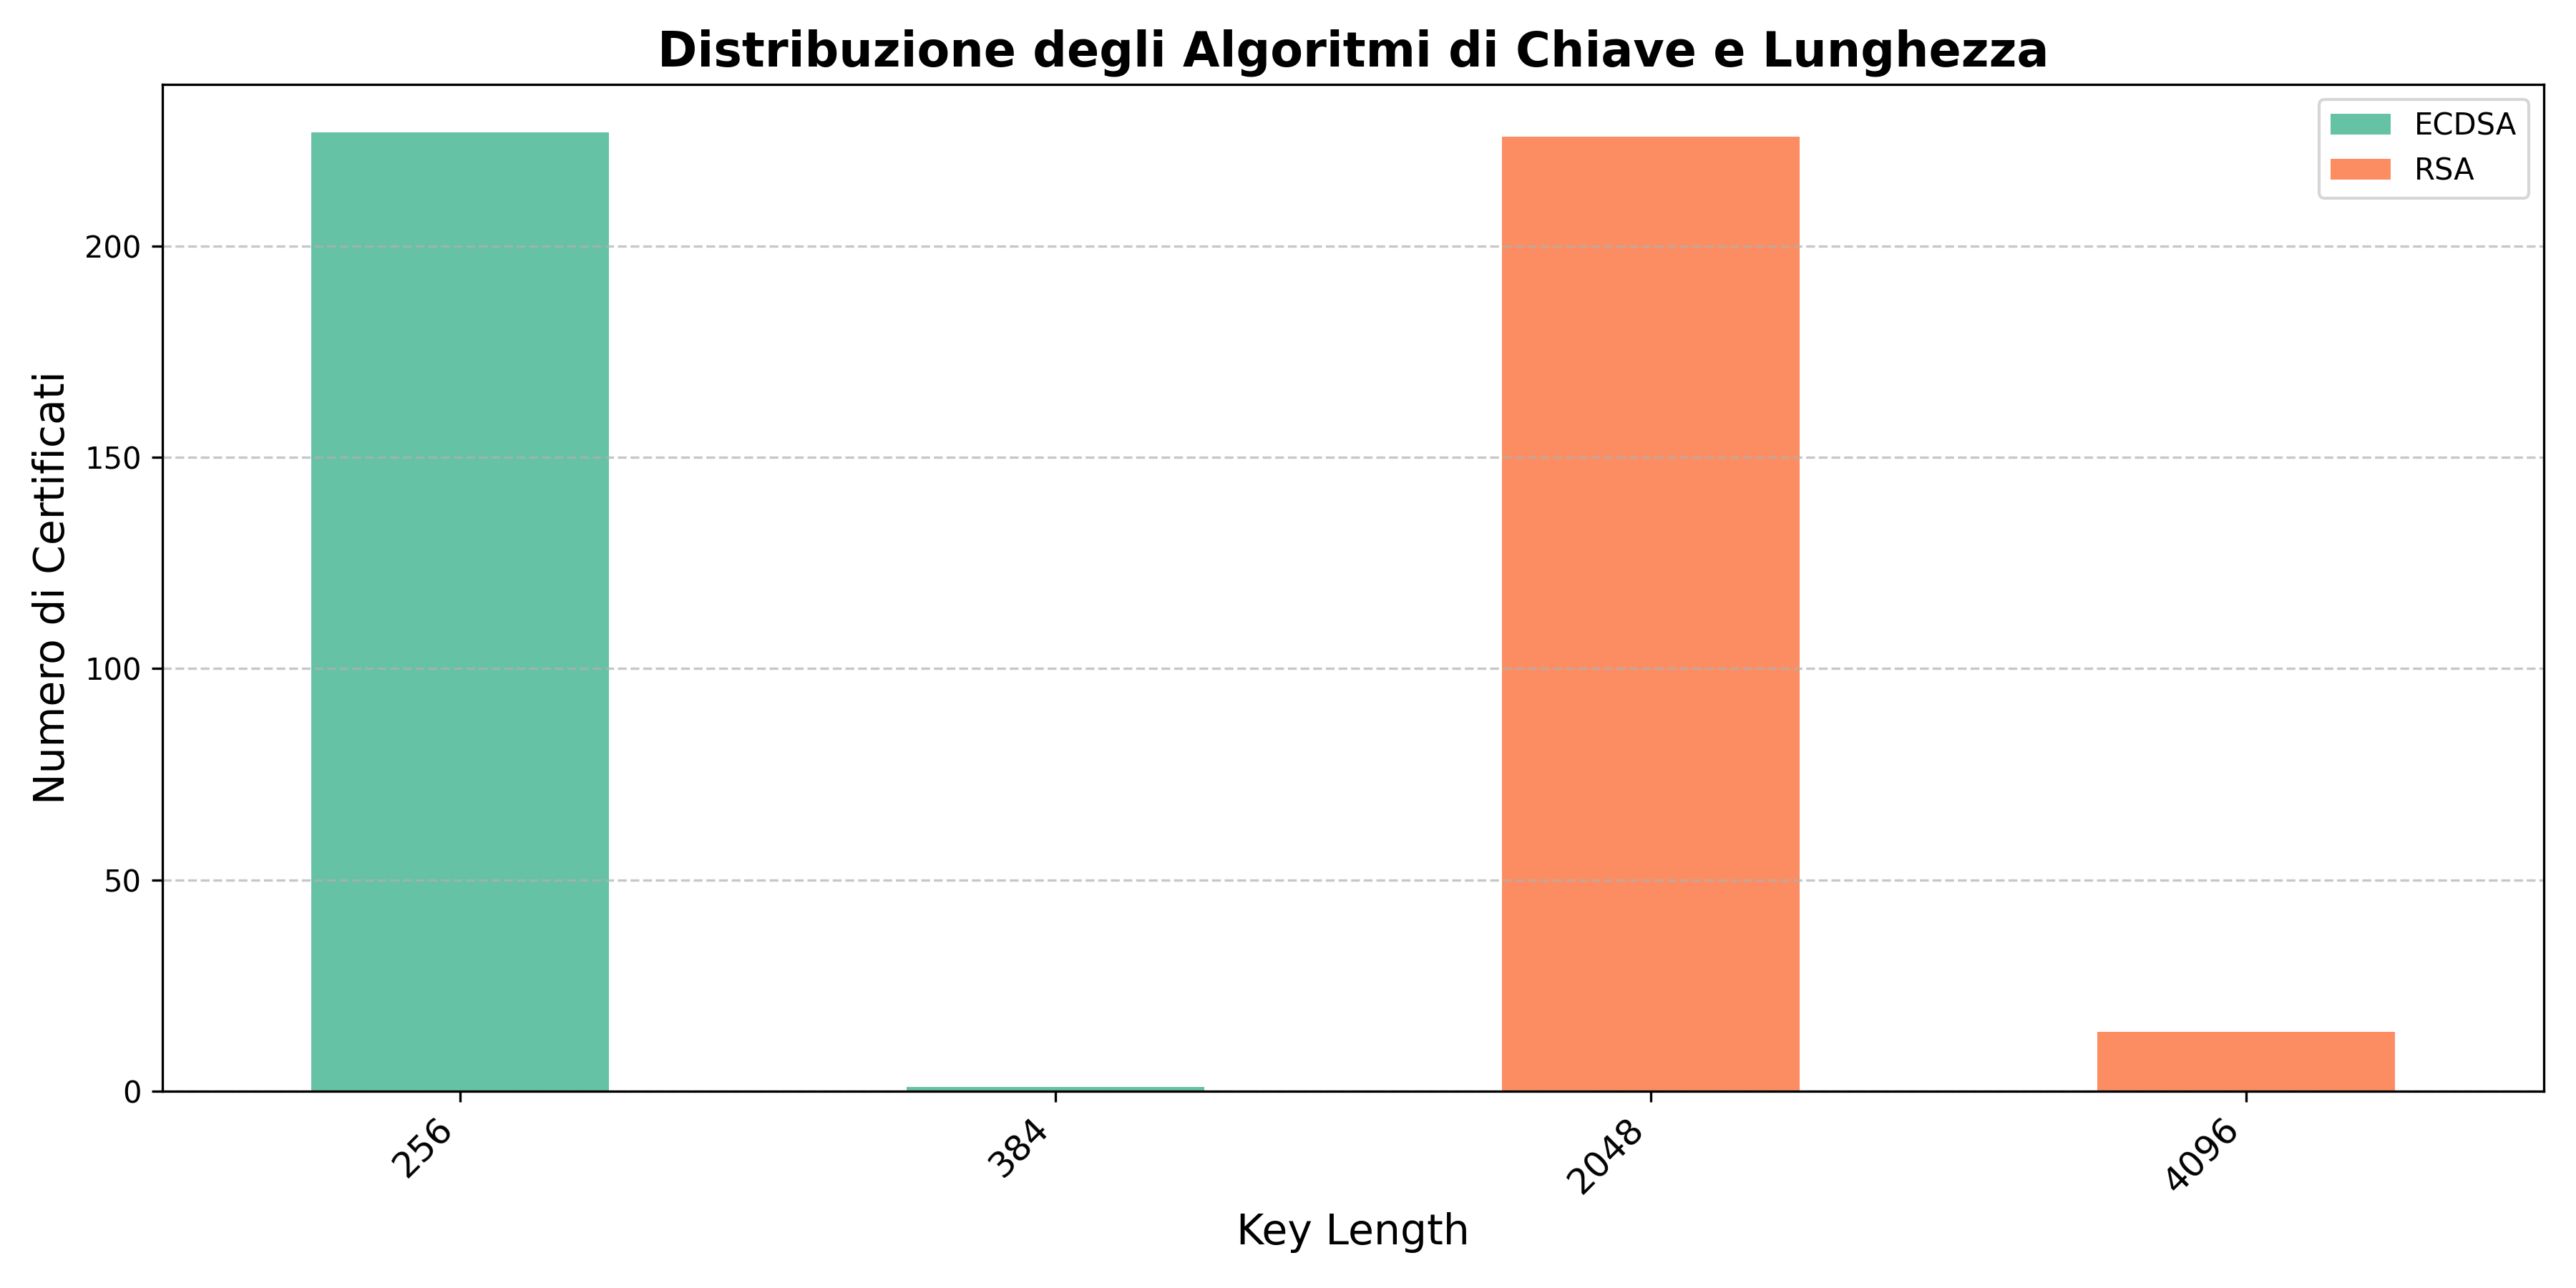 Distribuzione degli Algoritmi di Chiave e Lunghezza
ECDSA
RSA
Numero di Certificati
200
150
100
50
0
256
384
2048
4096
Key Length